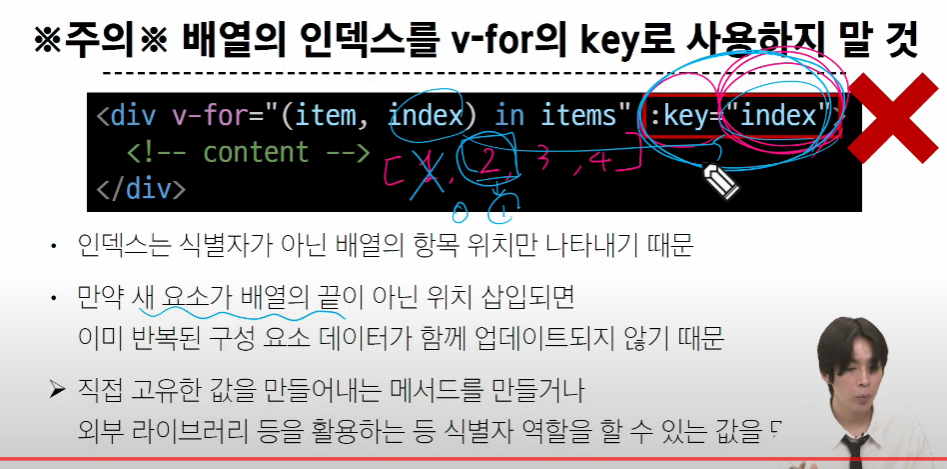 ※주의※ 배열의 인덱스를 v-for의 key로 사용하지 말 것
<div v-for="(item, index) in items" :key="index">
<!-- content -->
[1, 2, 3, 4]
0 1
</div>
• 인덱스는 식별자가 아닌 배열의 항목 위치만 나타내기 때문
• 만약 새 요소가 배열의 끝이 아닌 위치 삽입되면
이미 반복된 구성 요소 데이터가 함께 업데이트되지 않기 때문
➢ 직접 고유한 값을 만들어내는 메서드를 만들거나
외부 라이브러리 등을 활용하는 등 식별자 역할을 할 수 있는 값을